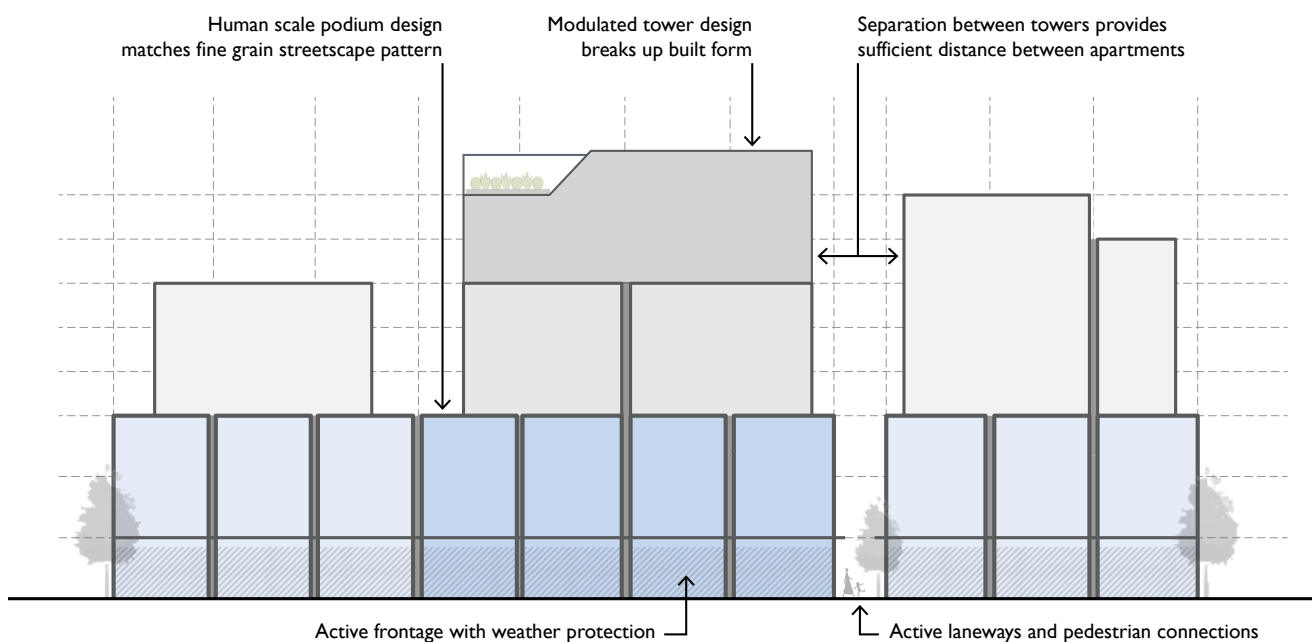 Human scale podium design
matches fine grain streetscape pattern
Modulated tower design
breaks up built form
Separation between towers provides
sufficient distance between apartments
Active frontage with weather protection
Active laneways and pedestrian connections